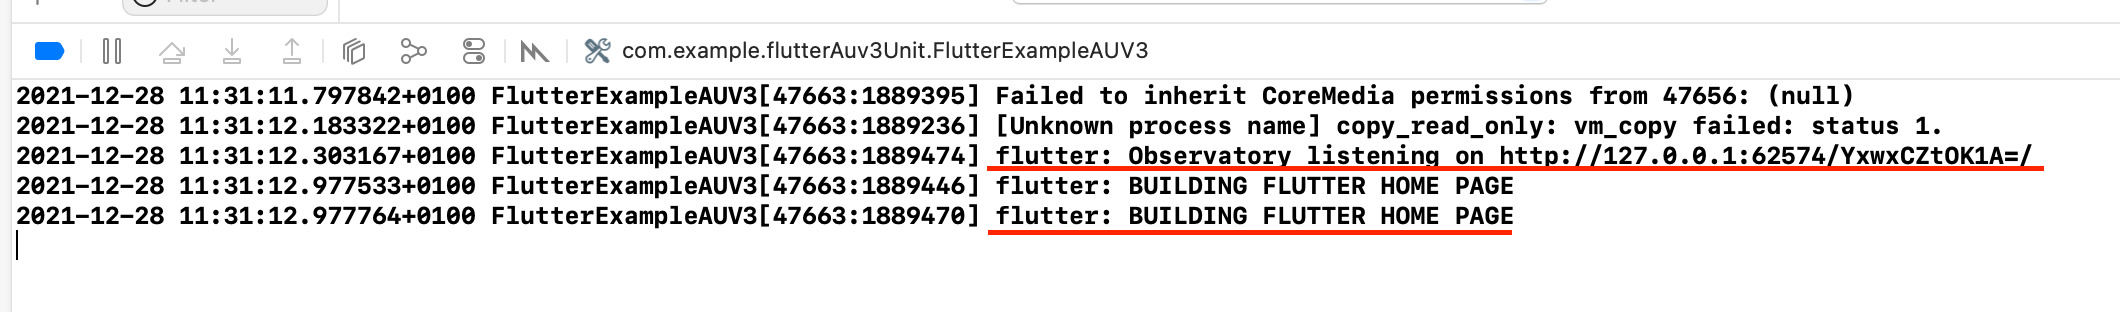 com.example.flutterAuv3Unit.FlutterExampleAUV3
2021-12-28 11:31:11.797842+0100 FlutterExampleAUV3[47663:1889395] Failed to inherit CoreMedia permissions from 47656: (null)
2021-12-28 11:31:12.183322+0100 FlutterExampleAUV3[47663:1889236] [Unknown process name] copy_read_only: vm_copy failed: status 1.
2021-12-28 11:31:12.303167+0100 FlutterExampleAUV3[47663:1889474] flutter: Observatory listening on http://127.0.0.1:62574/YxwxCZtOK1A=/
2021-12-28 11:31:12.977533+0100 FlutterExampleAUV3[47663:1889446] flutter: BUILDING FLUTTER HOME PAGE
2021-12-28 11:31:12.977764+0100 FlutterExampleAUV3[47663:1889470] flutter: BUILDING FLUTTER HOME PAGE